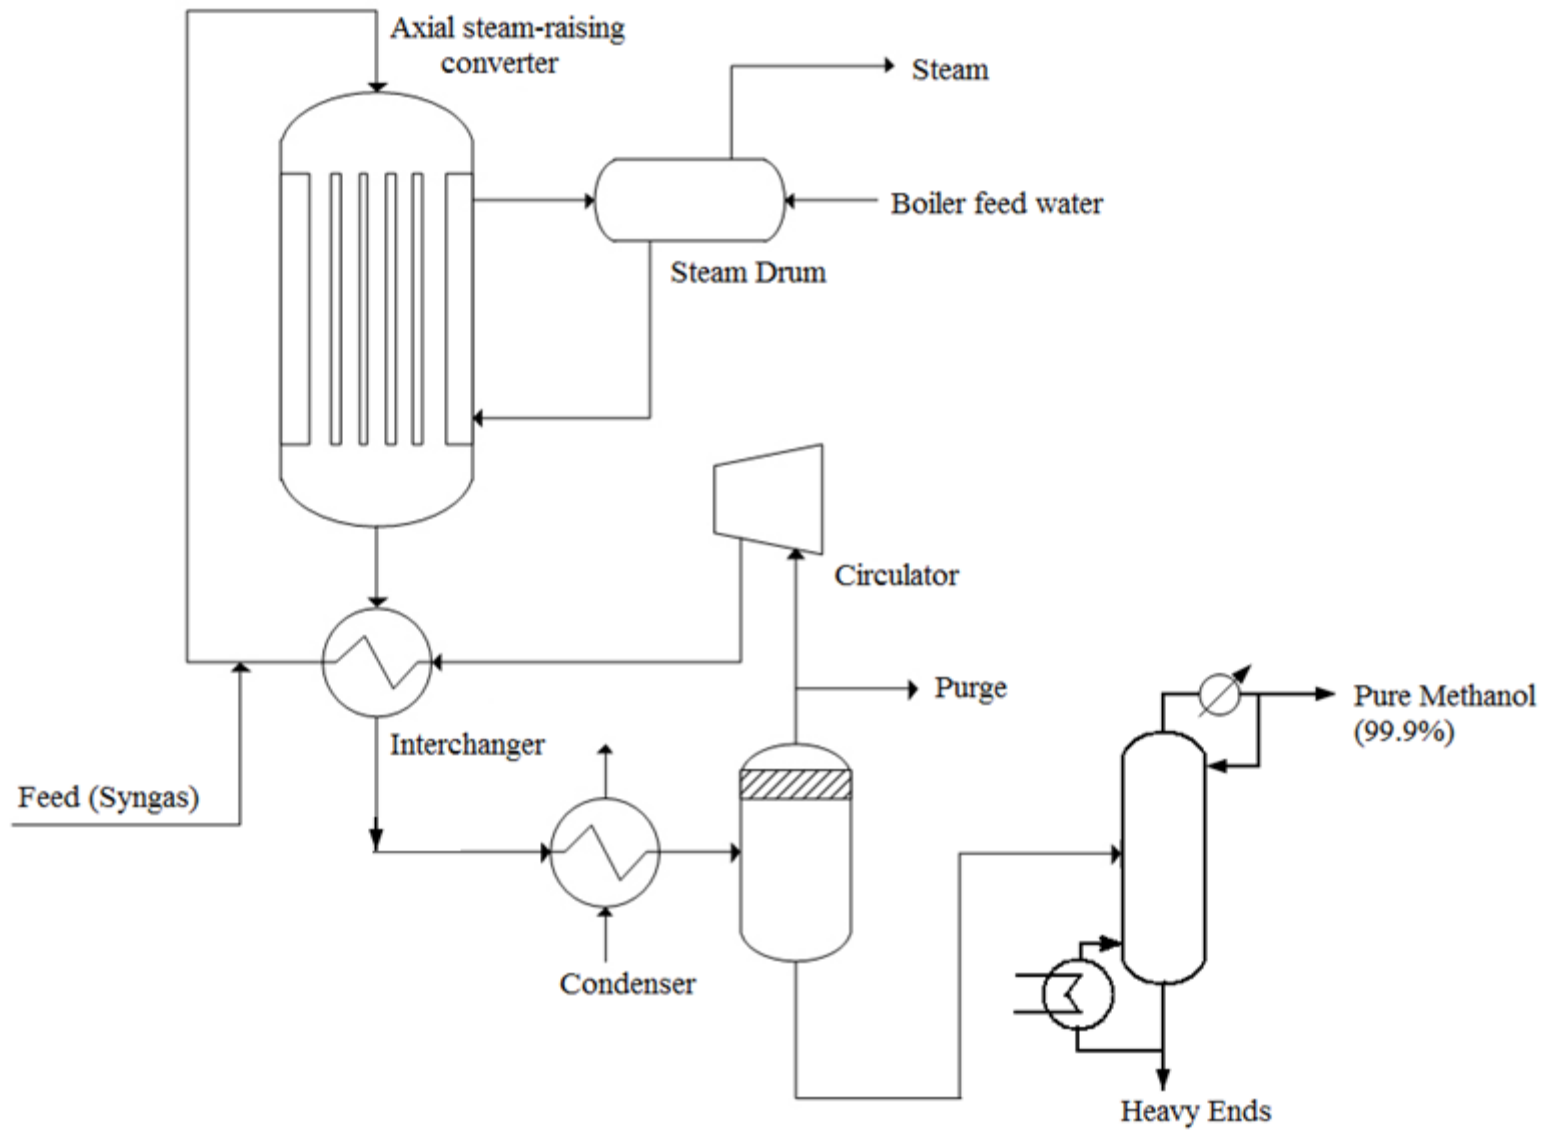 Axial steam-raising
converter
Steam
Boiler feed water
Steam Drum
Circulator
Purge
Pure Methanol
(99.9%)
Interchanger
Feed (Syngas)
Condenser
Heavy Ends